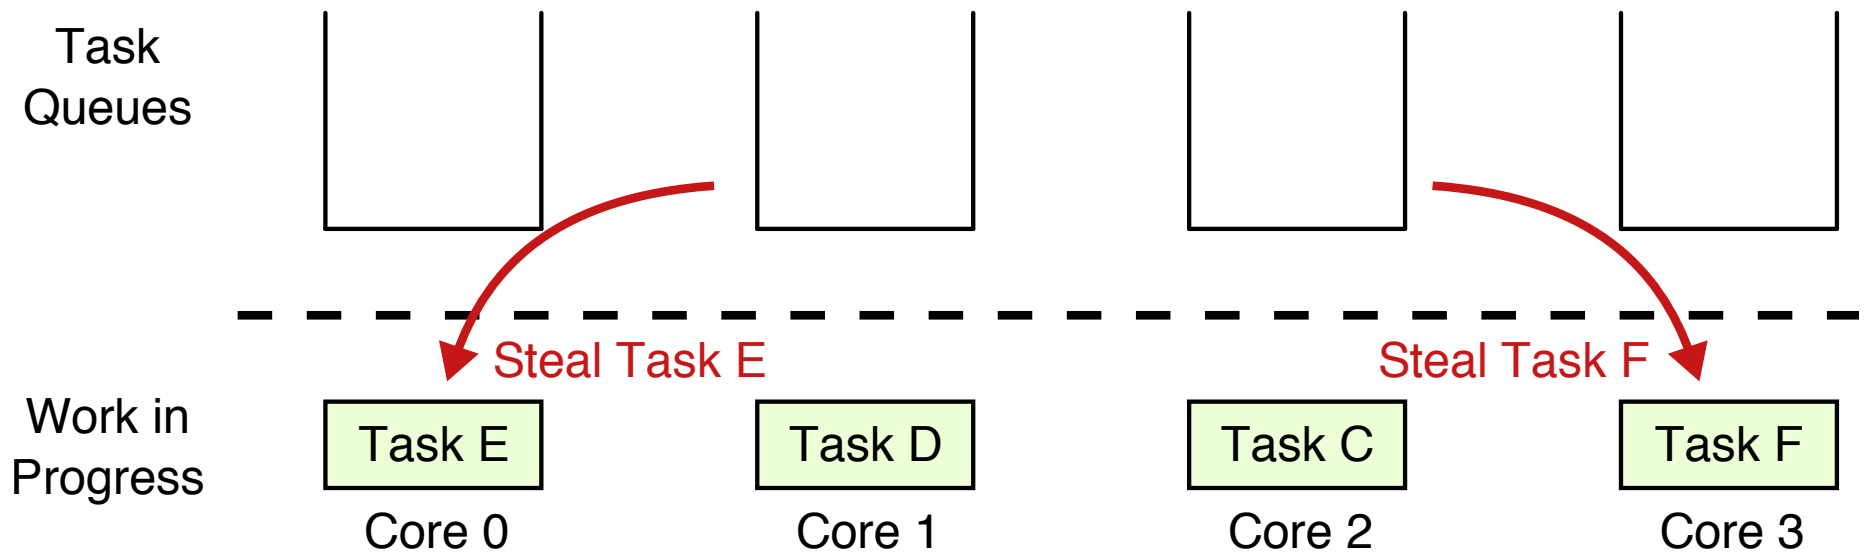 Task
Queues
Steal Task E
Steal Task F
Work in
Progress
Task E
Task D
Task C
Task F
Core 0
Core 1
Core 2
Core 3